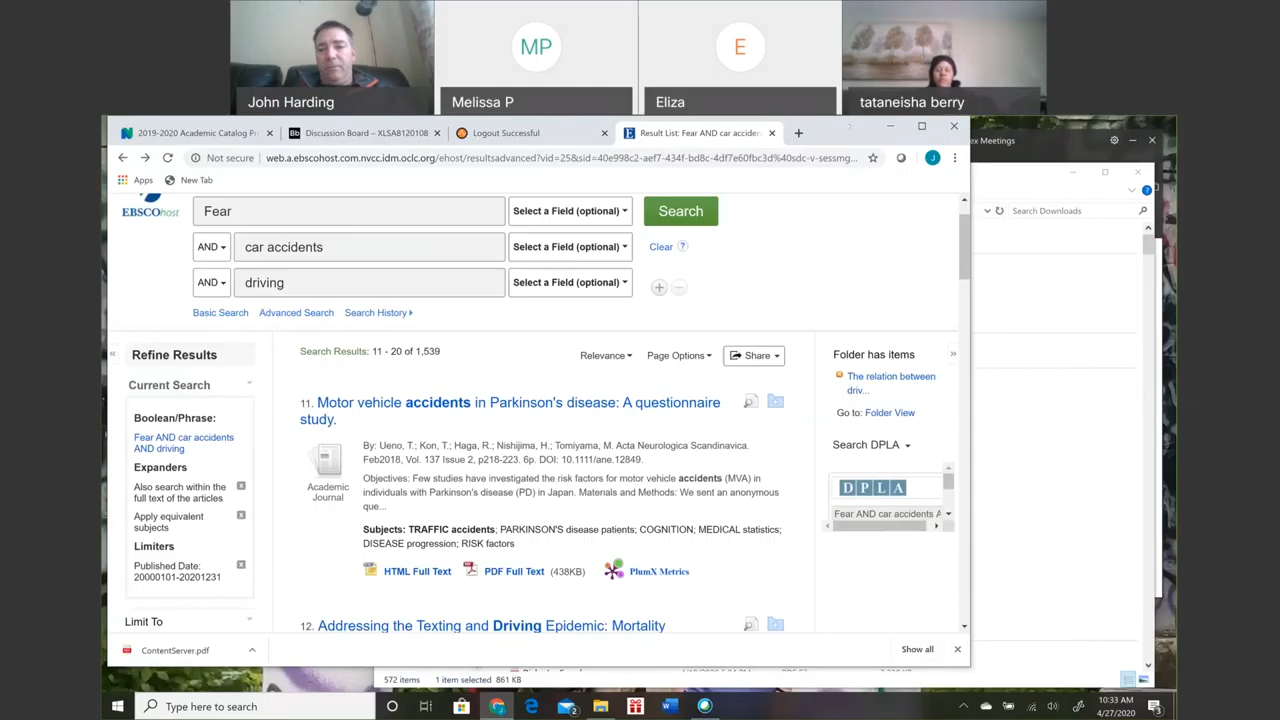 MP
E
John Harding
Melissa P
Eliza
tataneisha berry
2019-2020 Academic Catalog Pr
Bb Discussion Board – XLSA8120108
Logout Successful
Result List: Fear AND car acciden
ex Meetings
Not secure web.a.ebscohost.com.nvcc.idm.oclc.org/ehost/resultsadvanced?vid=25&sid=40e998c2-aef7-434f-bd8c-4df7e60fbc3d%40sdc-v-sessmg...
J
Apps New Tab
Search Downloads
EBSCOhost
Fear
Select a Field (optional)
Search
AND car accidents
Select a Field (optional)
Clear ?
AND driving
Select a Field (optional)
Basic Search Advanced Search Search History
Refine Results
Current Search
Boolean/Phrase:
Fear AND car accidents
AND driving
Expanders
Also search within the
full text of the articles
Apply equivalent
subjects
Limiters
Published Date:
20000101-20201231
Limit To
Search Results: 11 - 20 of 1,539
Relevance Page Options Share
11. Motor vehicle accidents in Parkinson's disease: A questionnaire
study.
Academic
Journal
By: Ueno, T.; Kon, T.; Haga, R.; Nishijima, H.; Tomiyama, M. Acta Neurologica Scandinavica.
Feb2018, Vol. 137 Issue 2, p218-223. 6p. DOI: 10.1111/ane.12849.
Objectives: Few studies have investigated the risk factors for motor vehicle accidents (MVA) in
individuals with Parkinson's disease (PD) in Japan. Materials and Methods: We sent an anonymous
que...
Subjects: TRAFFIC accidents; PARKINSON'S disease patients; COGNITION; MEDICAL statistics;
DISEASE progression; RISK factors
HTML Full Text PDF Full Text (438KB) PlumX Metrics
12. Addressing the Texting and Driving Epidemic: Mortality
Folder has items
The relation between
driv...
Go to: Folder View
Search DPLA
DPLA
Fear AND car accidents A
ContentServer.pdf
Show all
572 items 1 item selected 861 KB
Type here to search
10:33 AM
4/27/2020